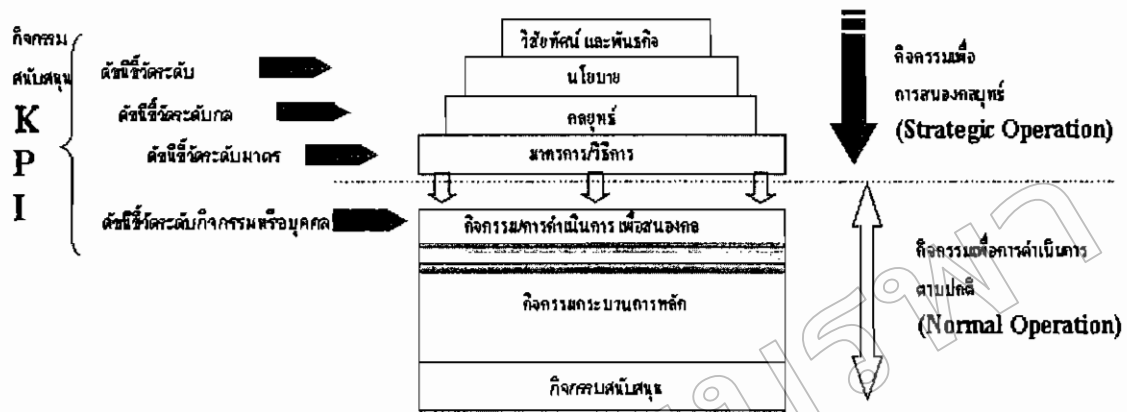 กิจกรรม
สนับสนุน
K
P
I
ดัชนีชี้วัดระดับ
ดัชนีชี้วัดระดับกล
ดัชนีชี้วัดระดับมาตร
ดัชนีชี้วัดระดับกิจกรรมหรือบุคคล
วิสัยทัศน์ และพันธกิจ
นโยบาย
กลยุทธ์
มาตรการ/วิธีการ
กิจกรรม/การดำเนินการ เพื่อสนองกล
กิจกรรมกระบวนการหลัก
กิจกรรมสนับสนุน
กิจกรรมเพื่อ
การสนองกลยุทธ์
(Strategic Operation)
กิจกรรมเพื่อการดำเนินการ
ตามปกติ
(Normal Operation)